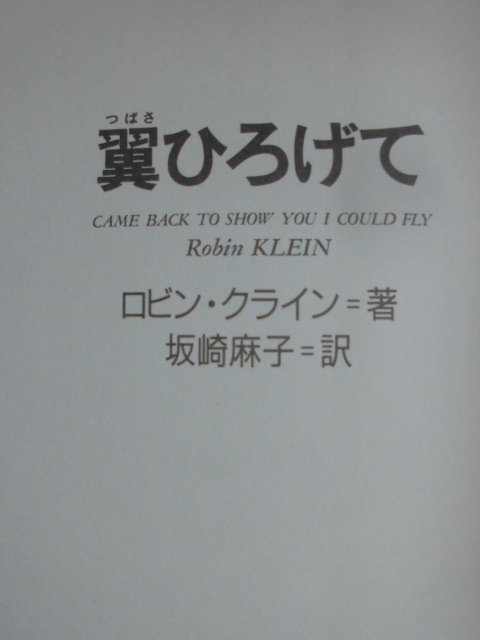 つばさ
翼ひろげて
CAME BACK TO SHOW YOU I COULD FLY
Robin KLEIN
ロビン・クライン=著
坂崎麻子=訳